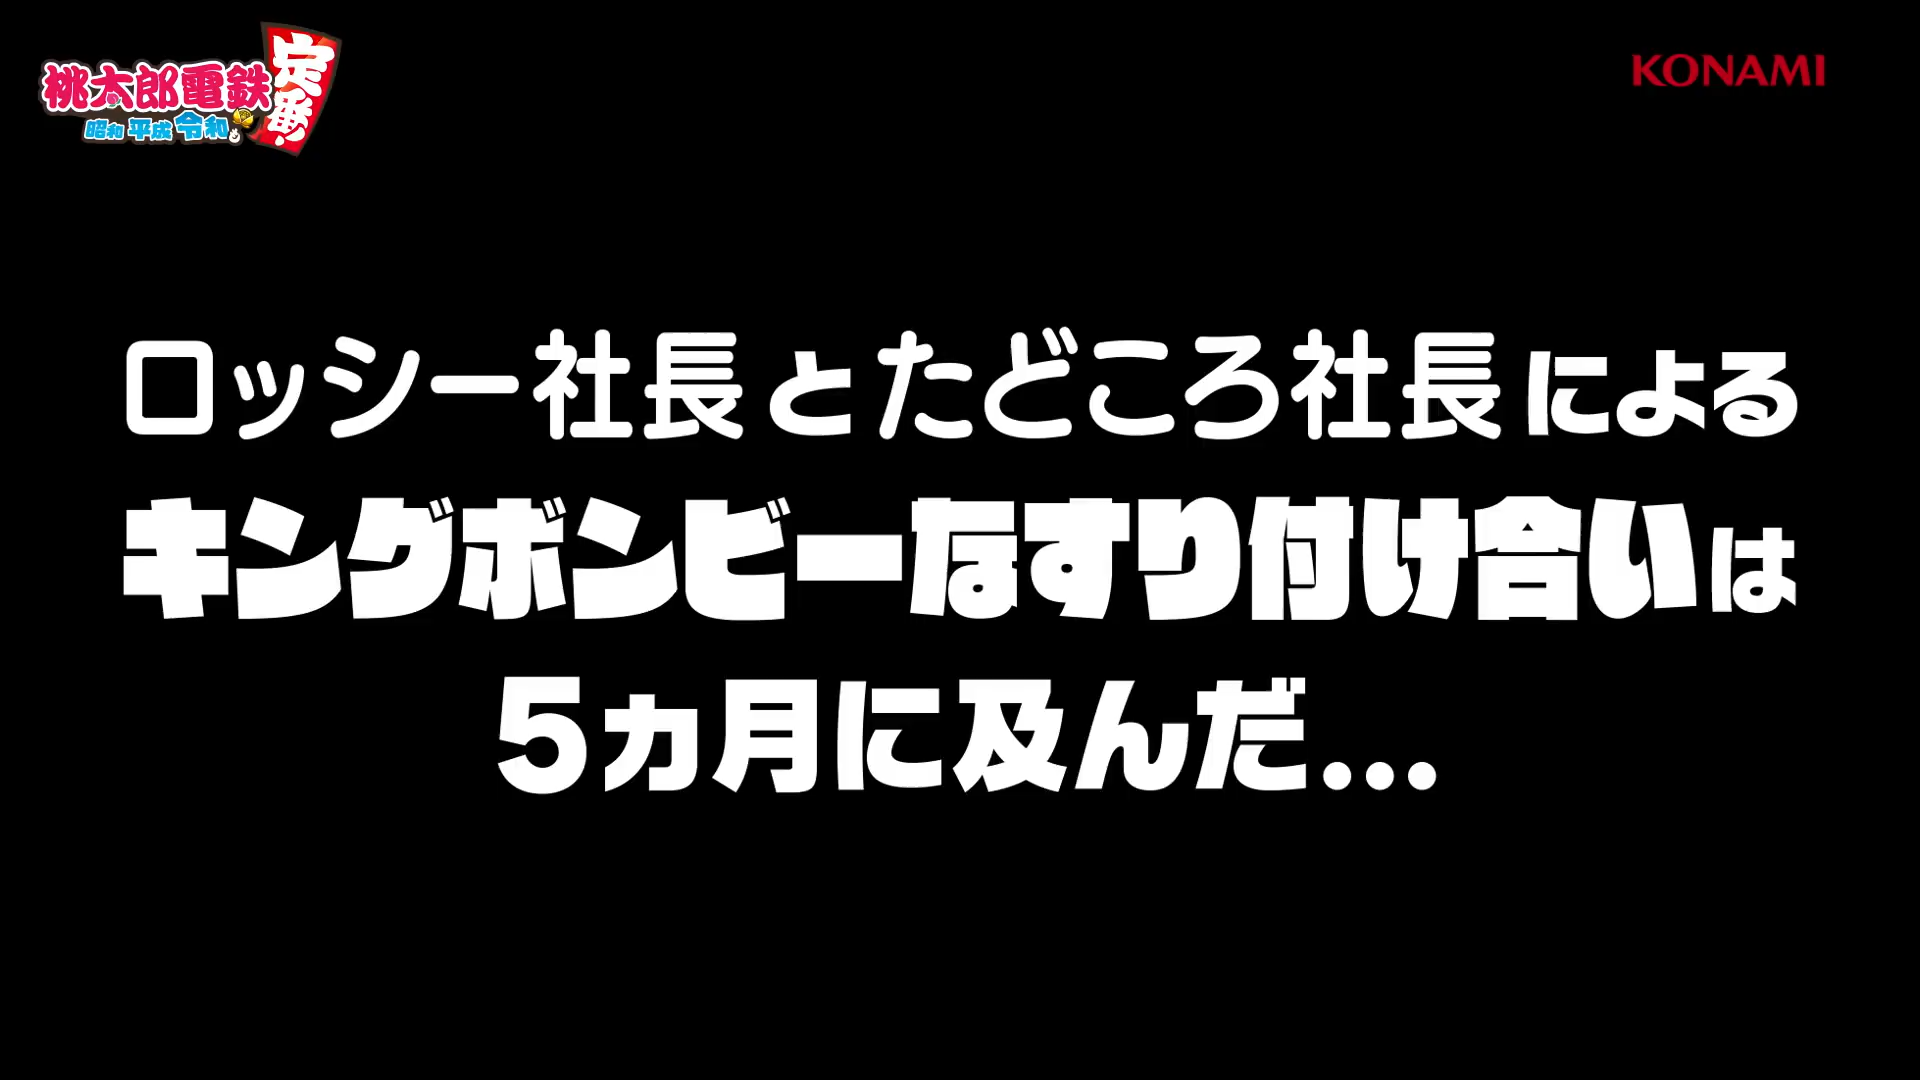 桃太郎電鉄
昭和 平成 令和
定番!
KONAMI
ロッシー社長とたどころ社長による
キングボンビーなすり付け合いは
5ヵ月に及んだ...